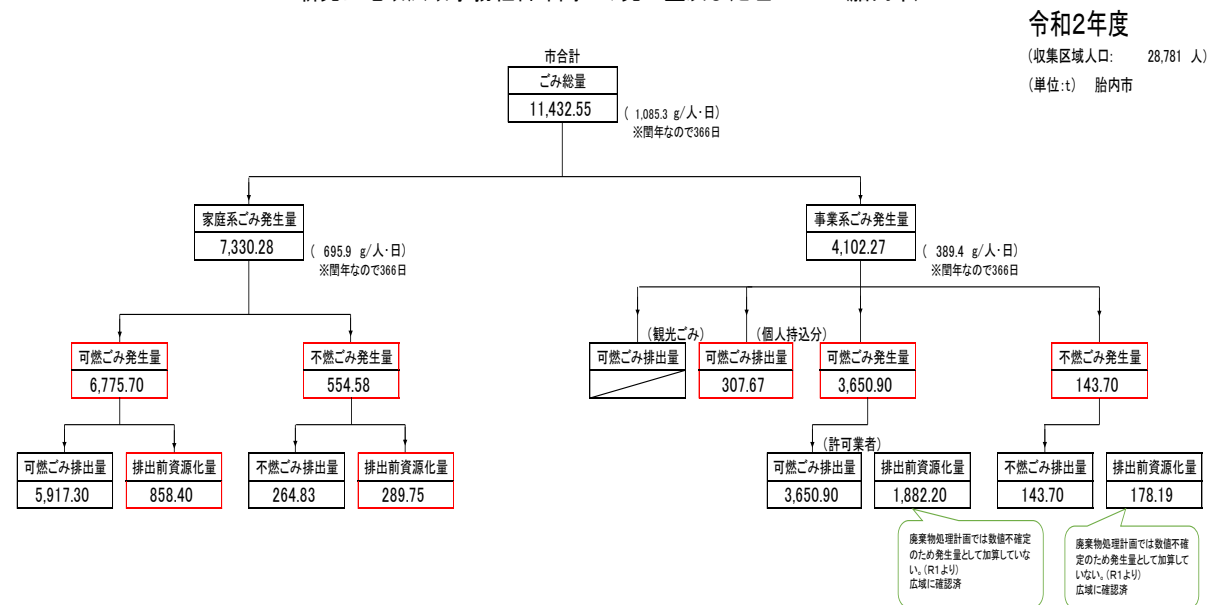 令和2年度
(収集区域人口: 28,781 人)
(単位:t) 胎内市
市合計
ごみ総量
11,432.55
( 1,085.3 g/人・日)
※閏年なので366日
家庭系ごみ発生量
7,330.28
( 695.9 g/人・日)
※閏年なので366日
事業系ごみ発生量
4,102.27
( 389.4 g/人・日)
※閏年なので366日
(観光ごみ)
(個人持込分)
可燃ごみ発生量
6,775.70
不燃ごみ発生量
554.58
可燃ごみ排出量
可燃ごみ排出量
307.67
可燃ごみ発生量
3,650.90
不燃ごみ発生量
143.70
(許可業者)
可燃ごみ排出量
5,917.30
排出前資源化量
858.40
不燃ごみ排出量
264.83
排出前資源化量
289.75
可燃ごみ排出量
3,650.90
排出前資源化量
1,882.20
不燃ごみ排出量
143.70
排出前資源化量
178.19
廃棄物処理計画では数値不確定
のため発生量として加算していな
い。(R1より)
広域に確認済
廃棄物処理計画では数値不確
定のため発生量として加算して
いない。(R1より)
広域に確認済